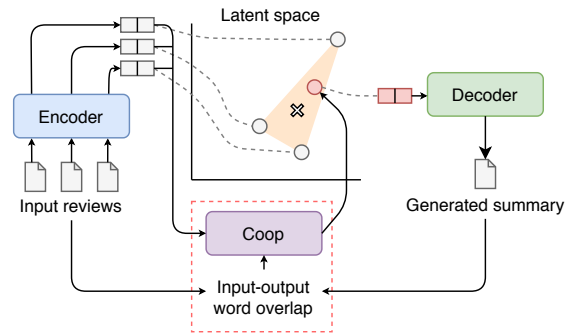 Latent space
Encoder
Decoder
Input reviews
Generated summary
Coop
Input-output
word overlap